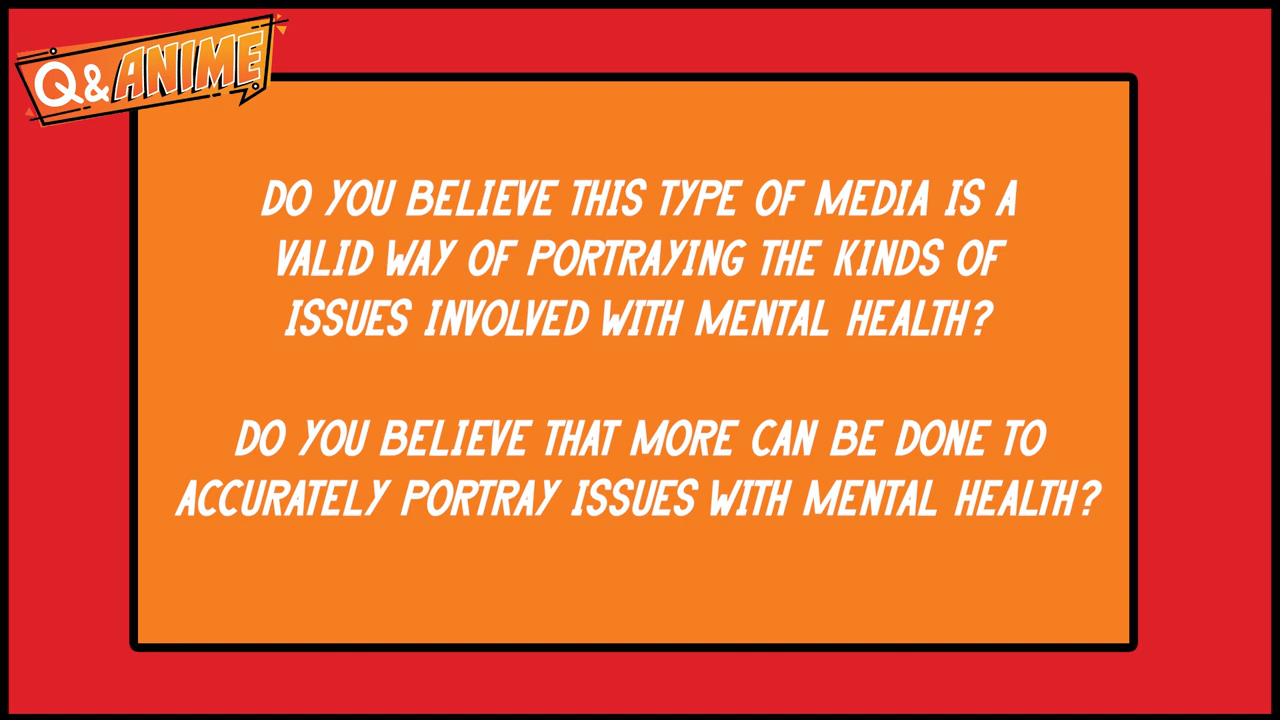 Q&ANIME
DO YOU BELIEVE THIS TYPE OF MEDIA IS A
VALID WAY OF PORTRAYING THE KINDS OF
ISSUES INVOLVED WITH MENTAL HEALTH?
DO YOU BELIEVE THAT MORE CAN BE DONE TO
ACCURATELY PORTRAY ISSUES WITH MENTAL HEALTH?